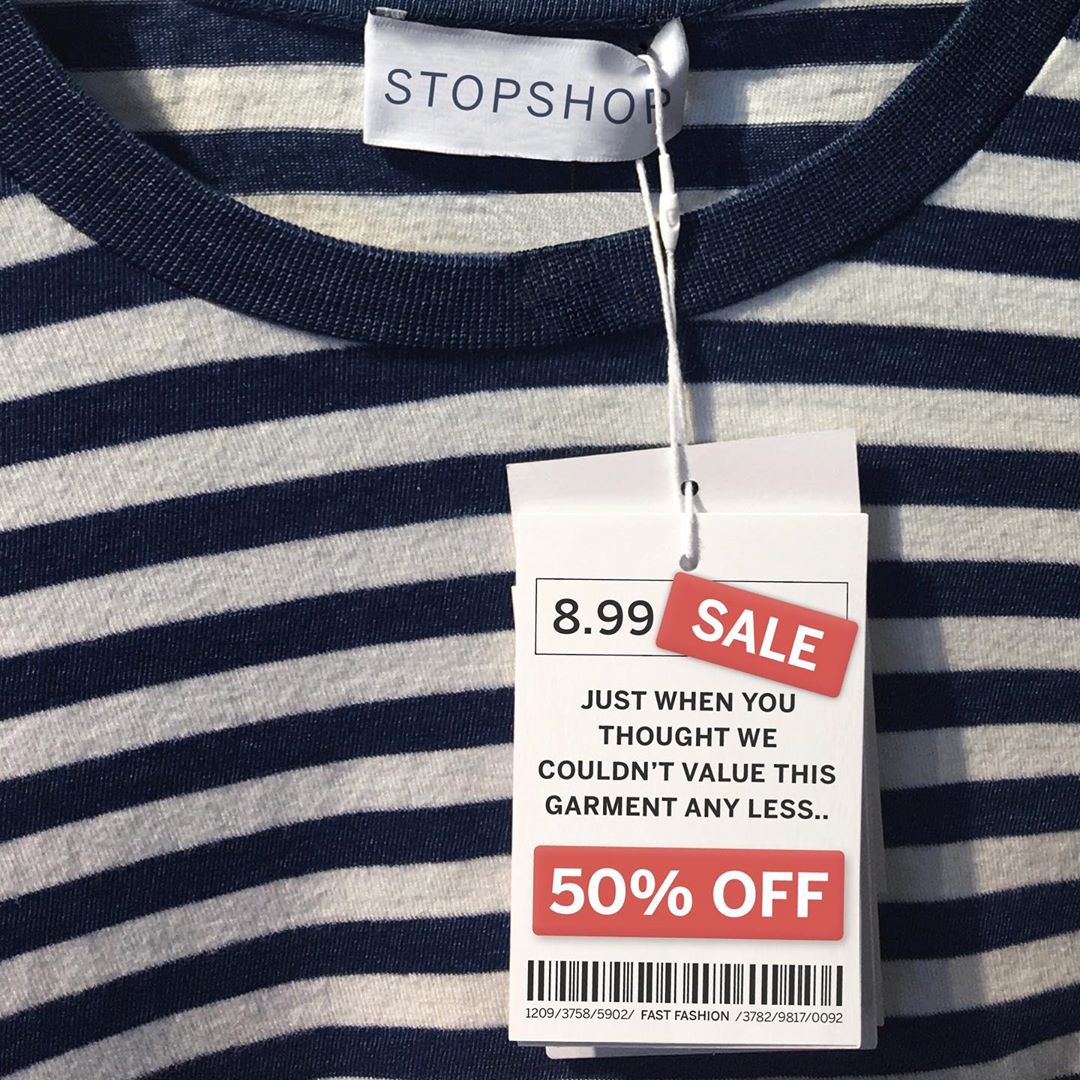 STOPSHOP
8.99
SALE
JUST WHEN YOU
THOUGHT WE
COULDN'T VALUE THIS
GARMENT ANY LESS..
50% OFF
1209/3758/5902/ FAST FASHION /3782/9817/0092